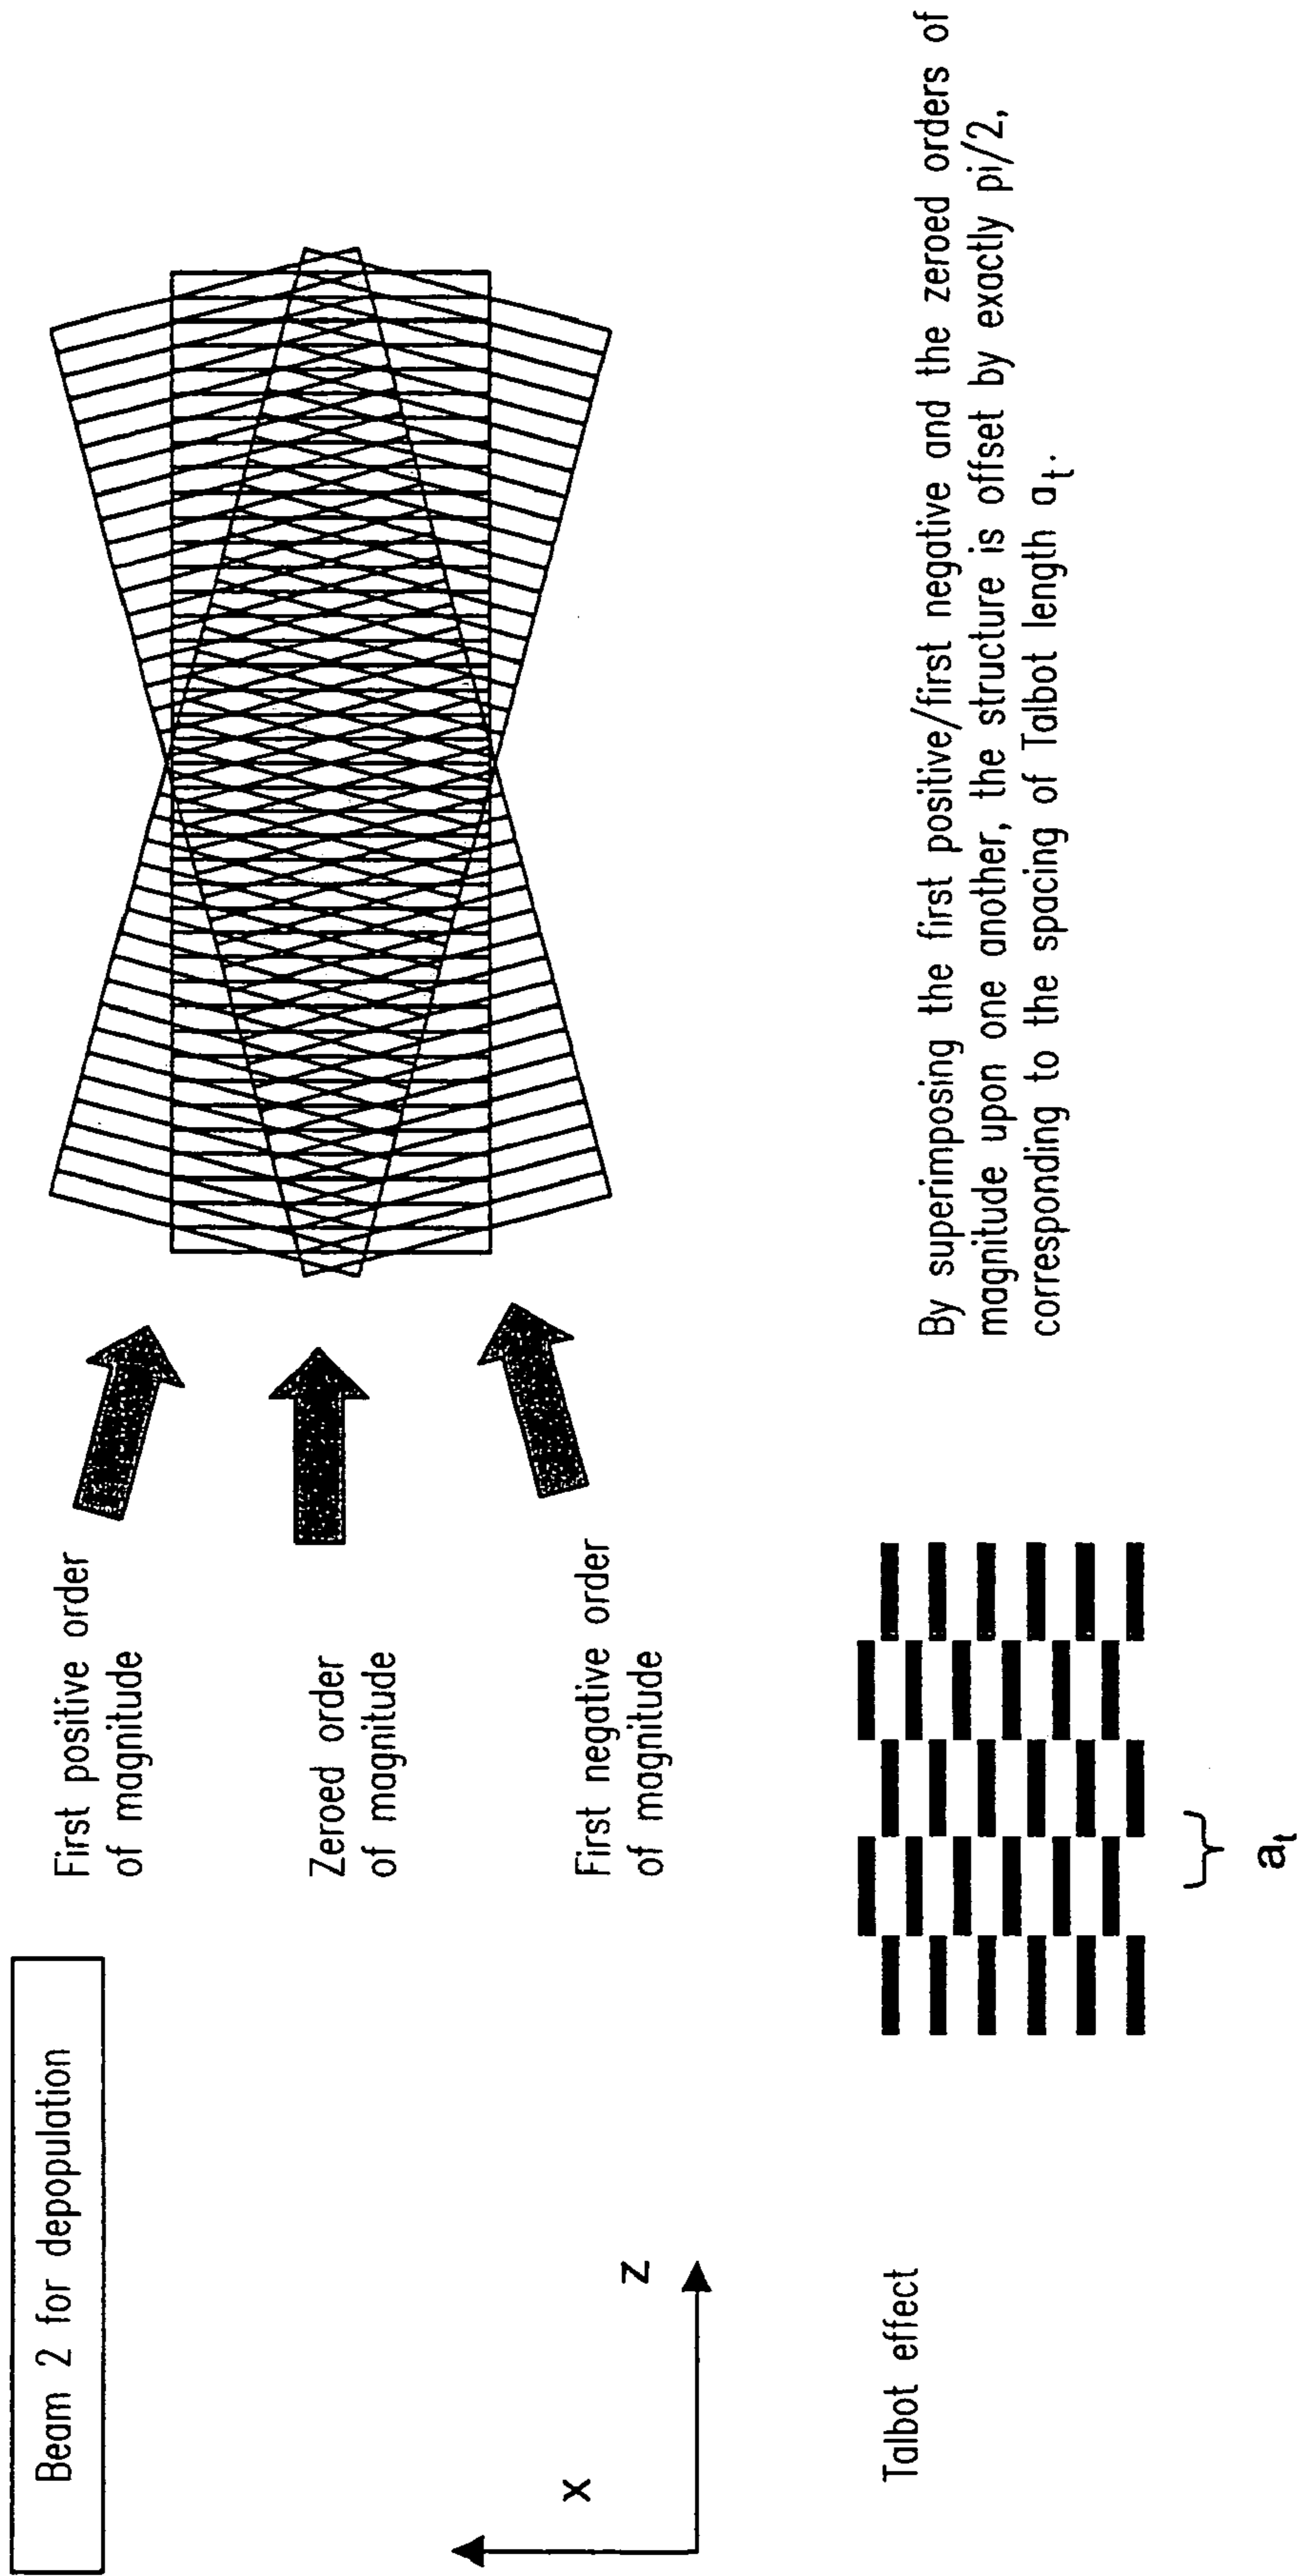 Beam 2 for depopulation
First positive order
of magnitude
Zeroed order
of magnitude
First negative order
of magnitude
x
z
Talbot effect
a_t
By superimposing the first positive/first negative and the zeroed orders of
magnitude upon one another, the structure is offset by exactly pi/2,
corresponding to the spacing of Talbot length a_t.